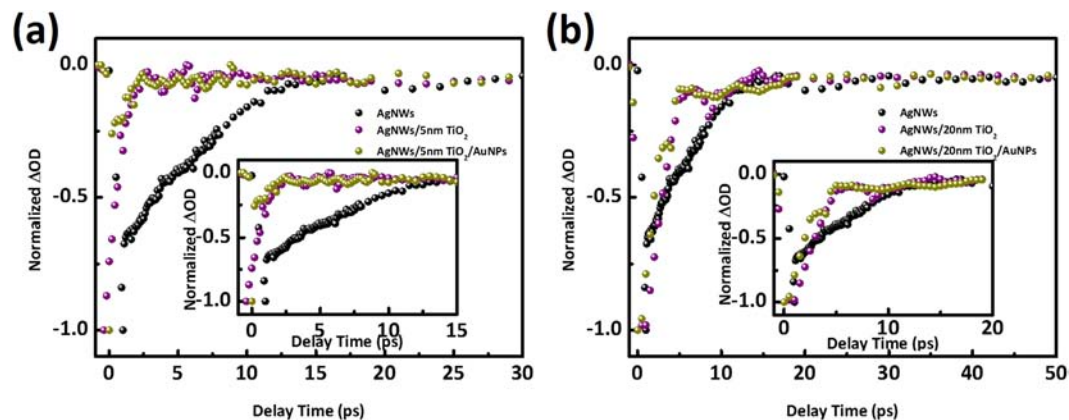 (a)
0.0
-0.5
-1.0
Normalized ΔOD
AgNWs
AgNWs/5nm TiO₂
AgNWs/5nm TiO₂/AuNPs
0.0
-0.5
-1.0
Normalized ΔOD
0 5 10 15
Delay Time (ps)
0 5 10 15 20 25 30
Delay Time (ps)
(b)
0.0
-0.5
-1.0
Normalized ΔOD
AgNWs
AgNWs/20nm TiO₂
AgNWs/20nm TiO₂/AuNPs
0.0
-0.5
-1.0
Normalized ΔOD
0 10 20
Delay Time (ps)
0 10 20 30 40 50
Delay Time (ps)